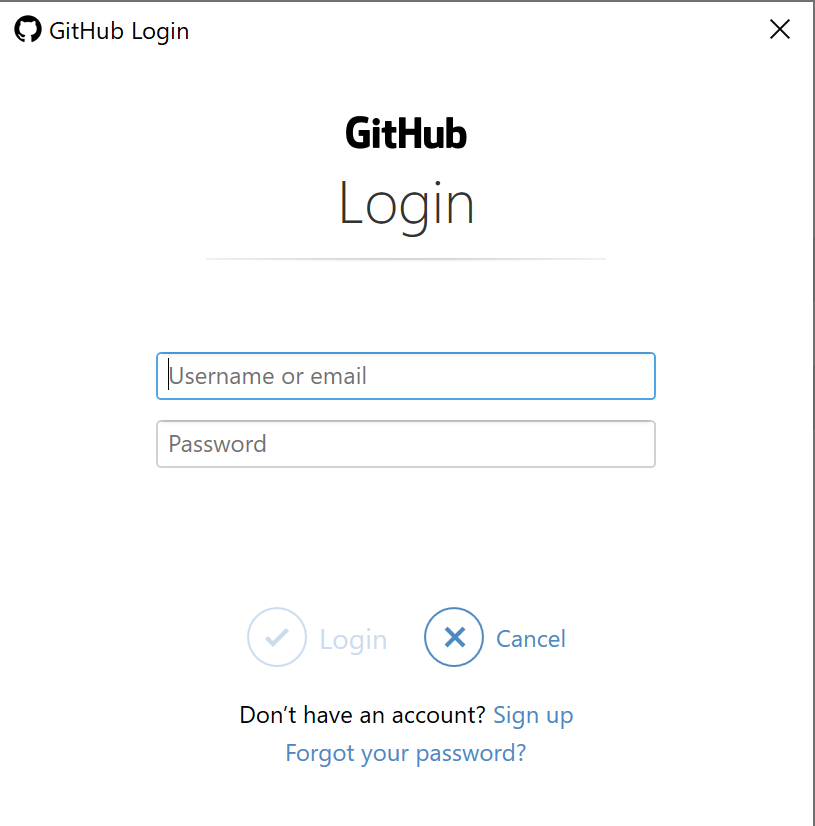 GitHub Login
GitHub
Login
Username or email
Password
Login
Cancel
Don’t have an account? Sign up
Forgot your password?